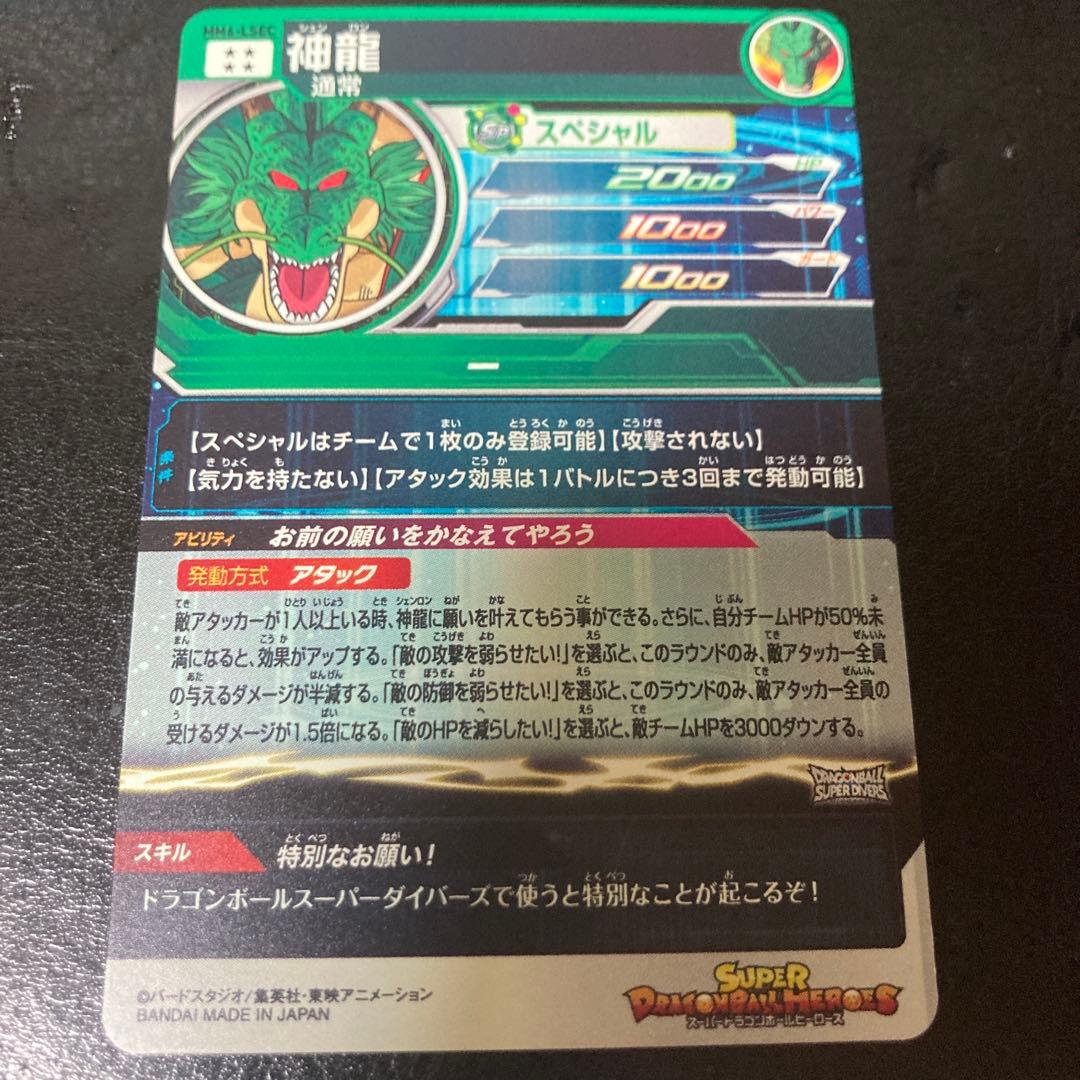 MM6-LSEC
★★
★★
シェン ロン
神龍
通常
SP スペシャル
HP
2000
パワー
1000
ガード
1000
ー
条件
【スペシャルはチームで1枚のみ登録可能】【攻撃されない】
【気力を持たない】【アタック効果は1バトルにつき3回まで発動可能】
アビリティ お前の願いをかなえてやろう
発動方式 アタック
敵アタッカーが1人以上いる時、神龍に願いを叶えてもらう事ができる。さらに、自分チームHPが50%未
満になると、効果がアップする。「敵の攻撃を弱らせたい!」を選ぶと、このラウンドのみ、敵アタッカー全員
の与えるダメージが半減する。「敵の防御を弱らせたい!」を選ぶと、このラウンドのみ、敵アタッカー全員の
受けるダメージが1.5倍になる。「敵のHPを減らしたい!」を選ぶと、敵チームHPを3000ダウンする。
DRAGONBALL
SUPER DIVERS
スキル 特別なお願い!
ドラゴンボールスーパーダイバーズで使うと特別なことが起こるぞ!
©バードスタジオ/集英社・東映アニメーション
BANDAI MADE IN JAPAN
SUPER
DRAGONBALL HEROES
スーパードラゴンボールヒーローズ